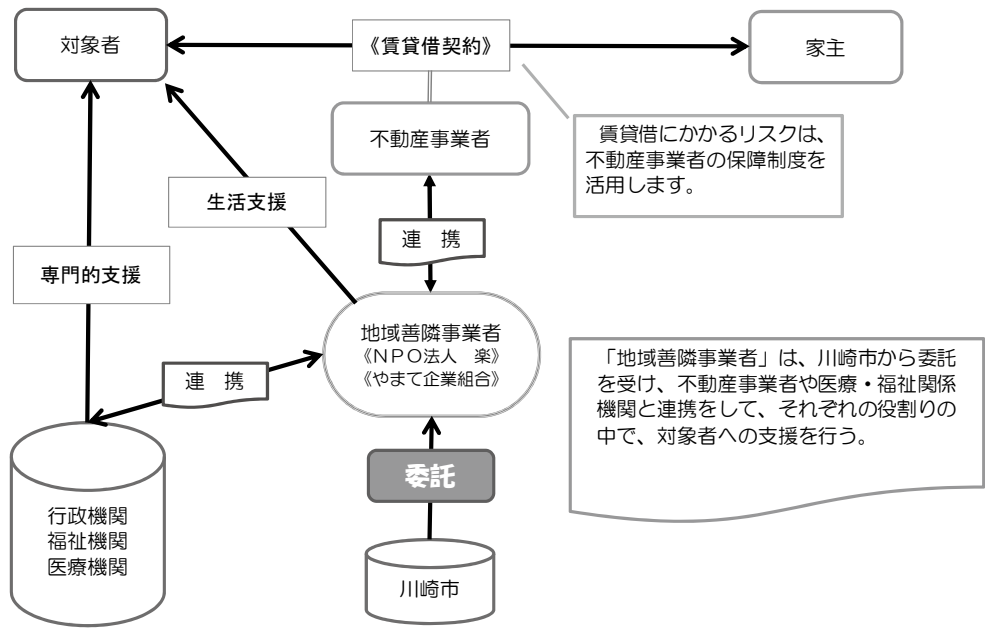 対象者
《賃貸借契約》
家主
不動産事業者
賃貸借にかかるリスクは、
不動産事業者の保障制度を
活用します。
生活支援
連　携
専門的支援
地域善隣事業者
《ＮＰＯ法人　楽》
《やまて企業組合》
連　携
「地域善隣事業者」は、川崎市から委託
を受け、不動産事業者や医療・福祉関係
機関と連携をして、それぞれの役割りの
中で、対象者への支援を行う。
委託
行政機関
福祉機関
医療機関
川崎市